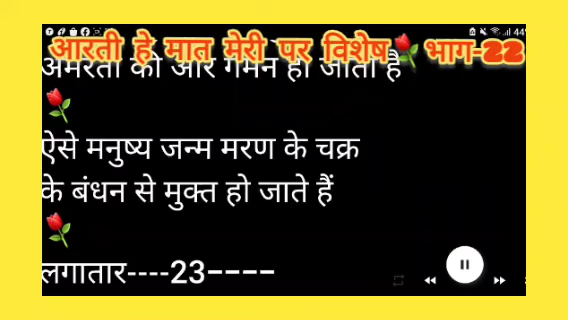 आरती हे मात मेरी पर विशेष🌹भाग-22
अमरता की ओर गमन हो जाता है
🌹
ऐसे मनुष्य जन्म मरण के चक्र
के बंधन से मुक्त हो जाते हैं
🌹
लगातार----23----